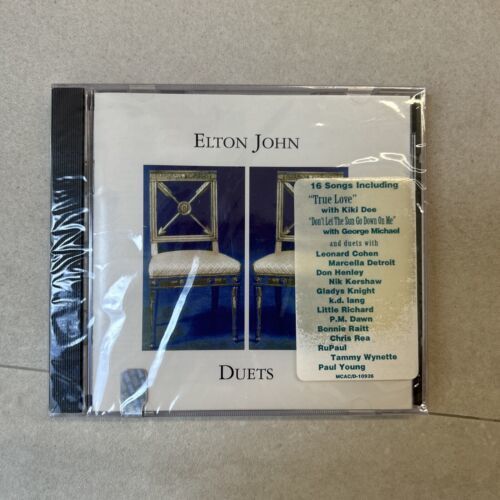 ELTON JOHN
16 Songs Including
"True Love"
with Kiki Dee
"Don't Let The Sun Go Down On Me"
with George Michael
and duets with
Leonard Cohen
Marcella Detroit
Don Henley
Nik Kershaw
Gladys Knight
k.d. lang
Little Richard
P.M. Dawn
Bonnie Raitt
Chris Rea
RuPaul
Tammy Wynette
Paul Young
MCAC/D-10926
DUETS